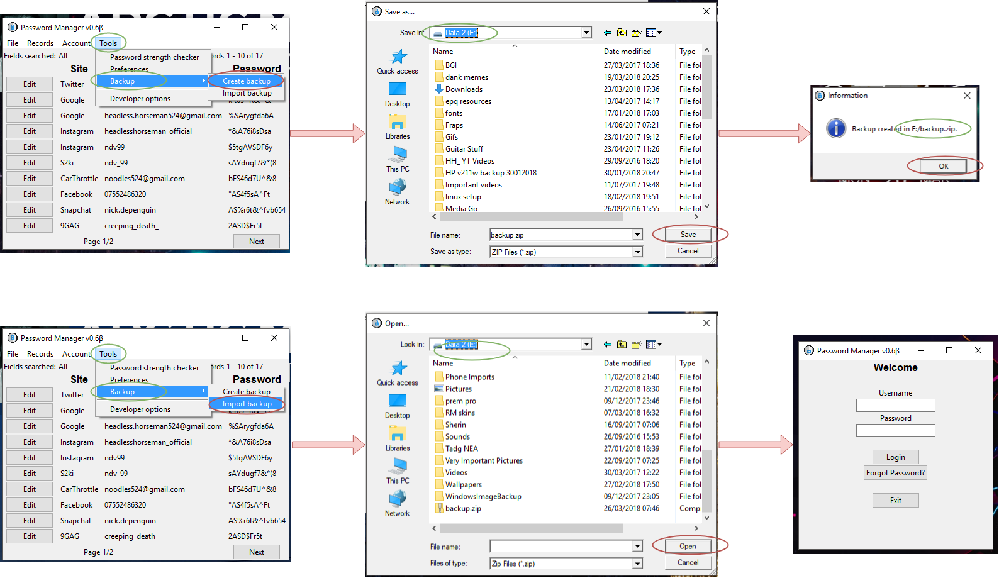 Password Manager v0.6β
File Records Account Tools
Fields searched: All
rds 1 - 10 of 17
Password strength checker
Preferences
Backup
Developer options
Create backup
Import backup
Site Password
Edit Twitter
Edit Google
Edit Google headless.horseman524@gmail.com %SArygfda6A
Edit Instagram headlesshorseman_official *&A76i8sDsa
Edit Instagram ndv99 $5tgAVSDF6y
Edit S2ki ndv_99 sAYdugf7&*(8
Edit CarThrottle noodles524@gmail.com bFS46d7U^&8
Edit Facebook 07552486320 "AS4f5sA^Ft
Edit Snapchat nick.depenguin AS%r6t&^fvb654
Edit 9GAG creeping_death_ 2ASD$Fr5t
Page 1/2 Next
Save as...
Save in: Data 2 (E:)
Quick access
Desktop
Libraries
This PC
Network
Name Date modified Type
BGI 27/03/2017 18:36 File fol
dank memes 19/03/2018 20:25 File fol
Downloads 23/03/2018 17:36 File fol
epq resources 13/04/2017 14:17 File fol
fonts 17/01/2018 17:03 File fol
Fraps 14/06/2017 07:21 File fol
Gifs 23/01/2017 19:12 File fol
Guitar Stuff 23/04/2017 11:26 File fol
HH_ YT Videos 29/09/2016 18:20 File fol
HP v211w backup 30012018 30/01/2018 20:47 File fol
Important videos 11/07/2017 19:48 File fol
linux setup 18/02/2018 19:51 File fol
Media Go 26/09/2016 15:55 File fol
File name: backup.zip Save
Save as type: ZIP Files (*.zip) Cancel
Information
Backup created in E:/backup.zip.
OK
Password Manager v0.6β
File Records Account Tools
Fields searched: All
rds 1 - 10 of 17
Password strength checker
Preferences
Backup
Developer options
Create backup
Import backup
Site Password
Edit Twitter
Edit Google
Edit Google headless.horseman524@gmail.com %SArygfda6A
Edit Instagram headlesshorseman_official *&A76i8sDsa
Edit Instagram ndv99 $5tgAVSDF6y
Edit S2ki ndv_99 sAYdugf7&*(8
Edit CarThrottle noodles524@gmail.com bFS46d7U^&8
Edit Facebook 07552486320 "AS4f5sA^Ft
Edit Snapchat nick.depenguin AS%r6t&^fvb654
Edit 9GAG creeping_death_ 2ASD$Fr5t
Page 1/2 Next
Open...
Look in: Data 2 (E:)
Quick access
Desktop
Libraries
This PC
Network
Name Date modified Type
Phone Imports 11/02/2018 21:40 File fol
Pictures 21/02/2018 18:30 File fol
prem pro 09/12/2017 23:46 File fol
RM skins 07/03/2018 16:32 File fol
Sherin 16/09/2017 07:06 File fol
Sounds 26/09/2016 15:53 File fol
Tadg NEA 27/01/2018 18:39 File fol
Very Important Pictures 22/09/2017 07:25 File fol
Videos 30/03/2017 12:22 File fol
Wallpapers 27/02/2018 17:50 File fol
WindowsImageBackup 09/12/2017 23:05 File fol
backup.zip 26/03/2018 07:46 Compr
File name: Open
Files of type: Zip Files (*.zip) Cancel
Password Manager v0.6β
Welcome
Username
Password
Login
Forgot Password?
Exit